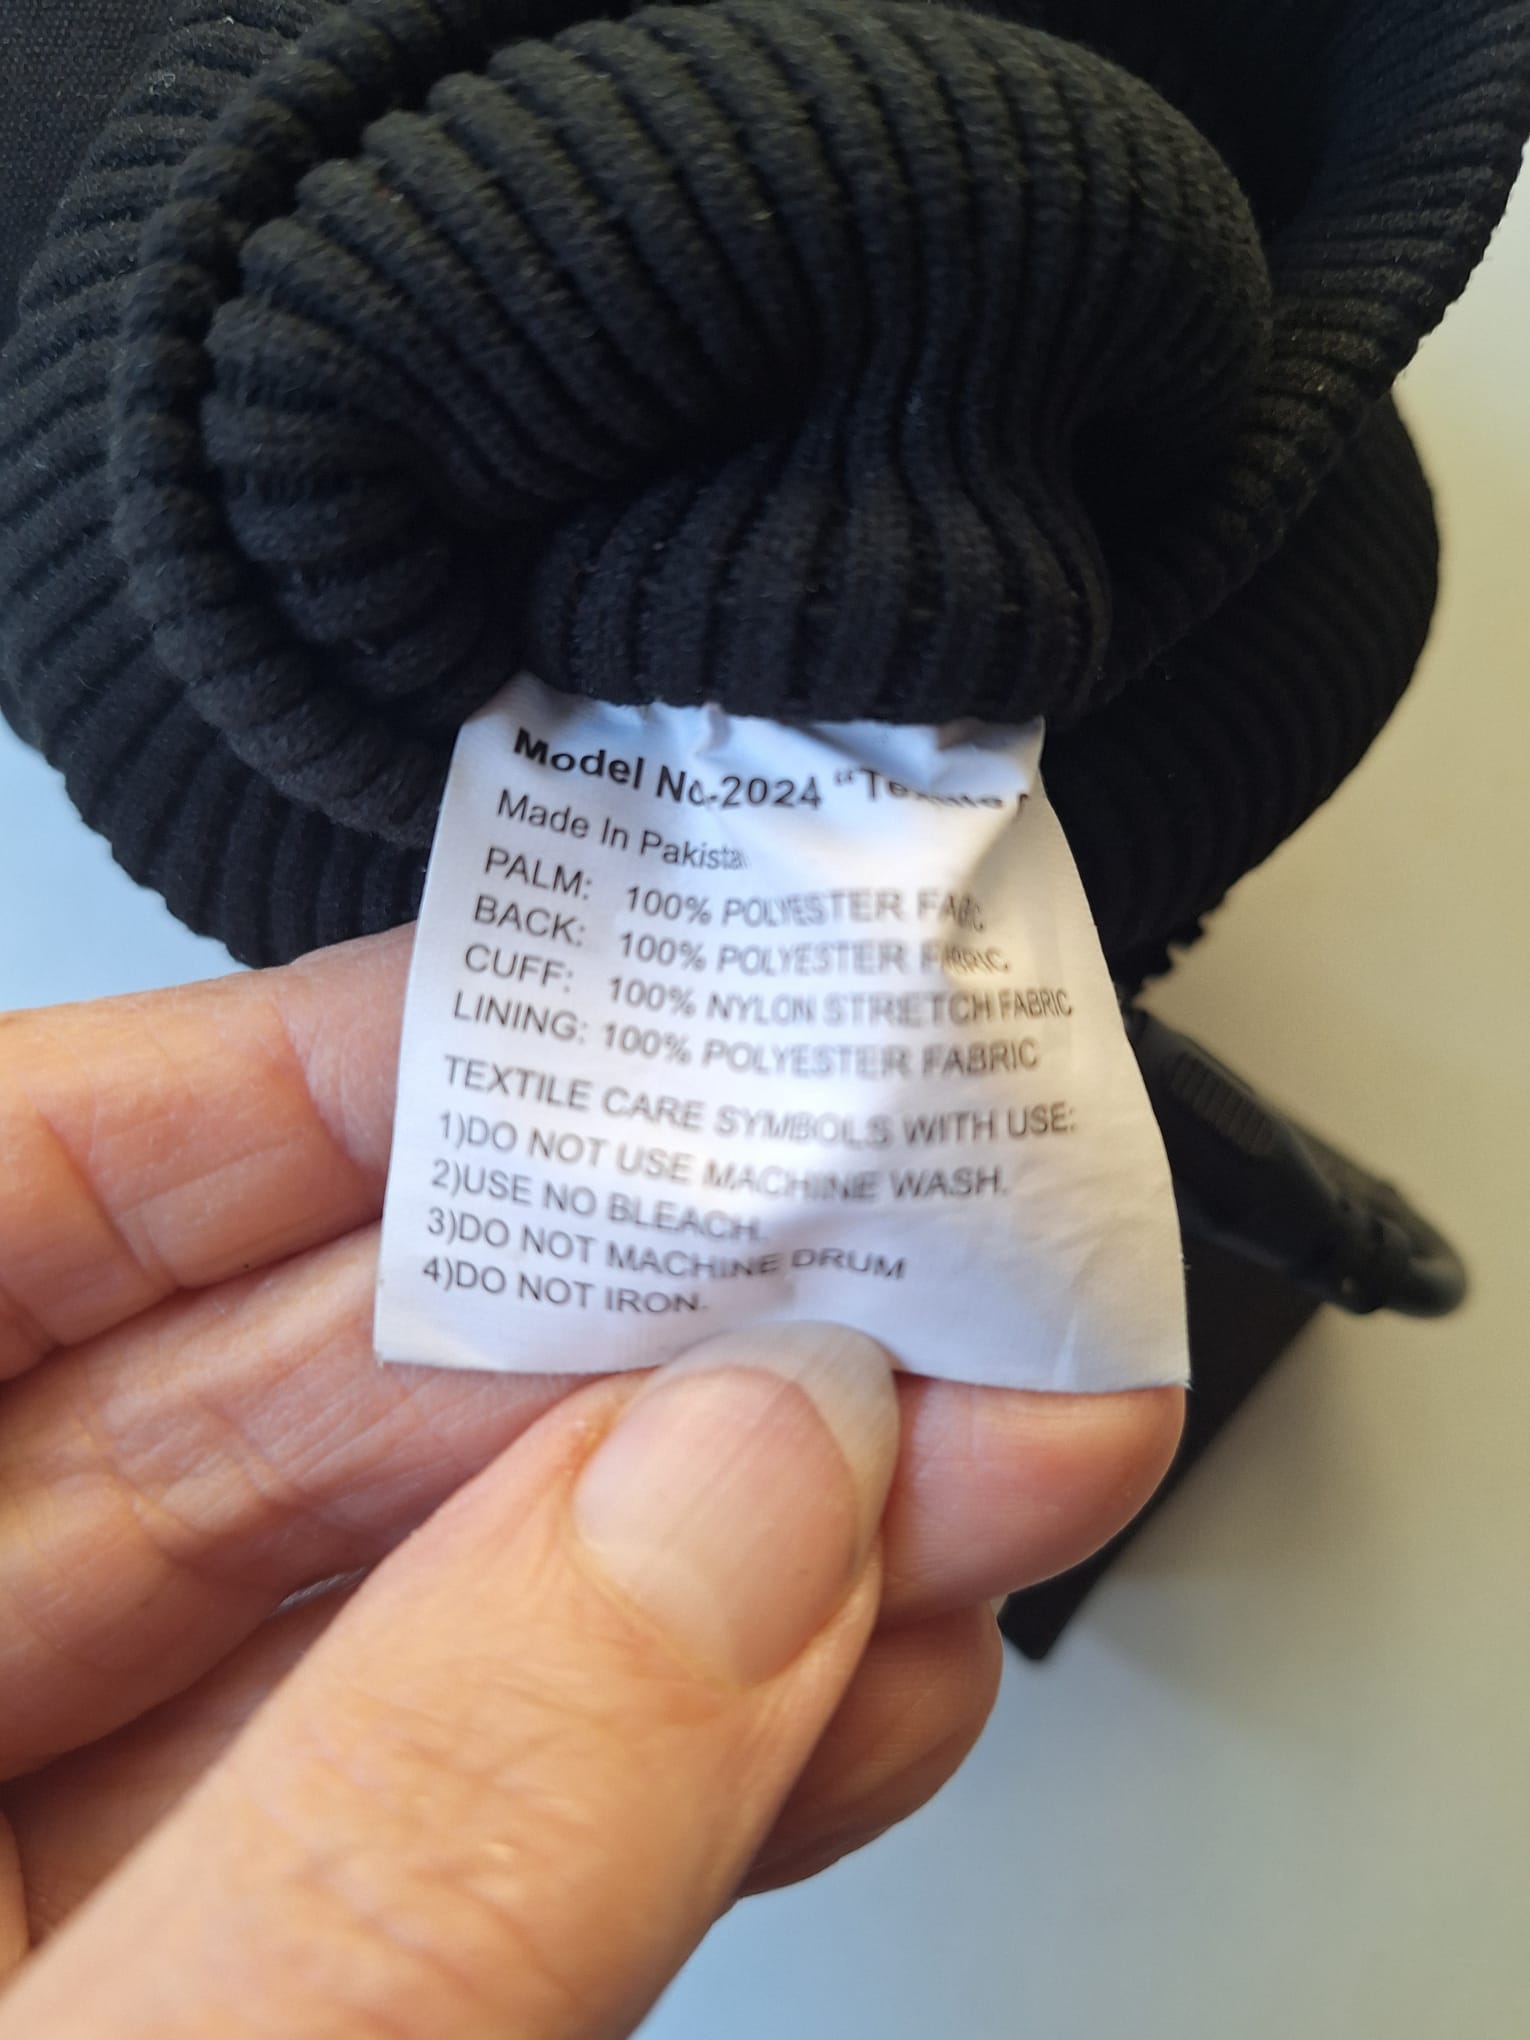 Model No-2024 "Textile
Made In Pakistan
PALM: 100% POLYESTER FABRIC
BACK: 100% POLYESTER FABRIC.
CUFF: 100% NYLON STRETCH FABRIC
LINING: 100% POLYESTER FABRIC
TEXTILE CARE SYMBOLS WITH USE:
1)DO NOT USE MACHINE WASH.
2)USE NO BLEACH.
3)DO NOT MACHINE DRUM
4)DO NOT IRON.